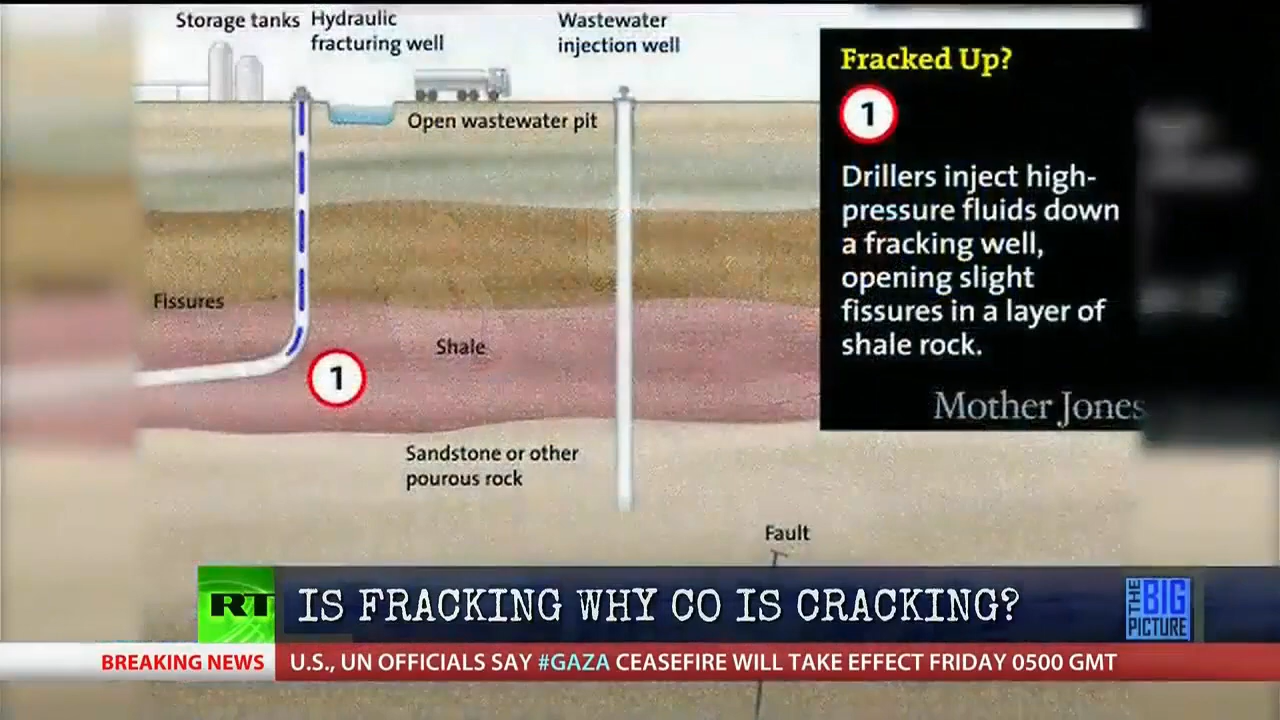 Storage tanks
Hydraulic
fracturing well
Wastewater
injection well
Open wastewater pit
Fissures
Shale
1
Sandstone or other
pourous rock
Fault
Fracked Up?
1
Drillers inject high-
pressure fluids down
a fracking well,
opening slight
fissures in a layer of
shale rock.
Mother Jones
RT
IS FRACKING WHY CO IS CRACKING?
THE BIG
PICTURE
BREAKING NEWS
U.S., UN OFFICIALS SAY #GAZA CEASEFIRE WILL TAKE EFFECT FRIDAY 0500 GMT